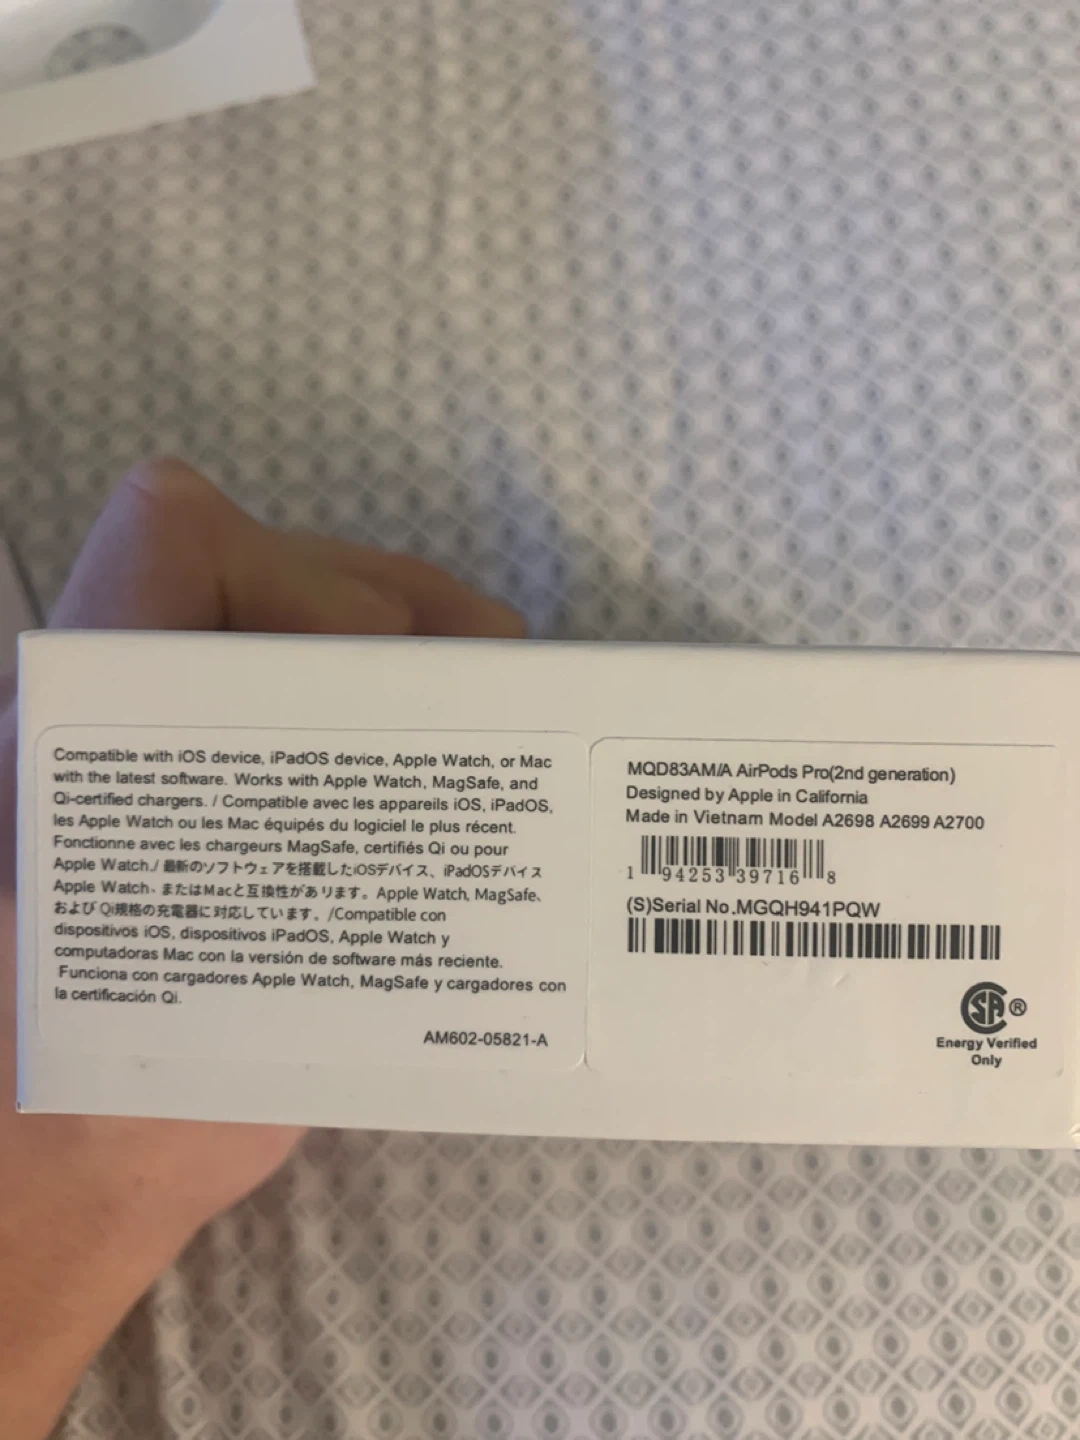 Compatible with iOS device, iPadOS device, Apple Watch, or Mac
with the latest software. Works with Apple Watch, MagSafe, and
Qi-certified chargers. / Compatible avec les appareils iOS, iPadOS,
les Apple Watch ou les Mac équipés du logiciel le plus récent.
Fonctionne avec les chargeurs MagSafe, certifiés Qi ou pour
Apple Watch./ 最新のソフトウェアを搭載したiOSデバイス、iPadOSデバイス
Apple Watch、またはMacと互換性があります。Apple Watch, MagSafe、
および Qi規格の充電器に対応しています。/Compatible con
dispositivos iOS, dispositivos iPadOS, Apple Watch y
computadoras Mac con la versión de software más reciente.
Funciona con cargadores Apple Watch, MagSafe y cargadores con
la certificación Qi.
AM602-05821-A
MQD83AM/A AirPods Pro(2nd generation)
Designed by Apple in California
Made in Vietnam Model A2698 A2699 A2700
1 94253 39716 8
(S)Serial No.MGQH941PQW
SA ®
Energy Verified
Only